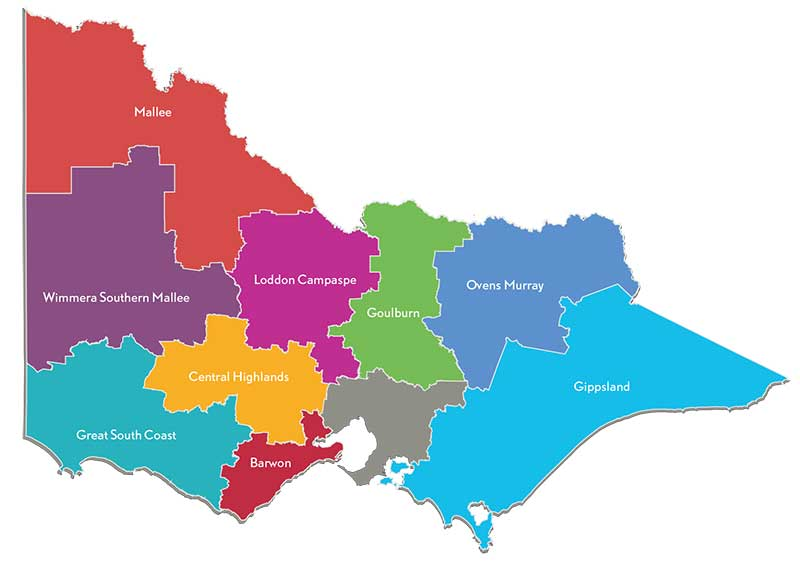 Mallee
Loddon Campaspe
Ovens Murray
Wimmera Southern Mallee
Goulburn
Central Highlands
Gippsland
Great South Coast
Barwon